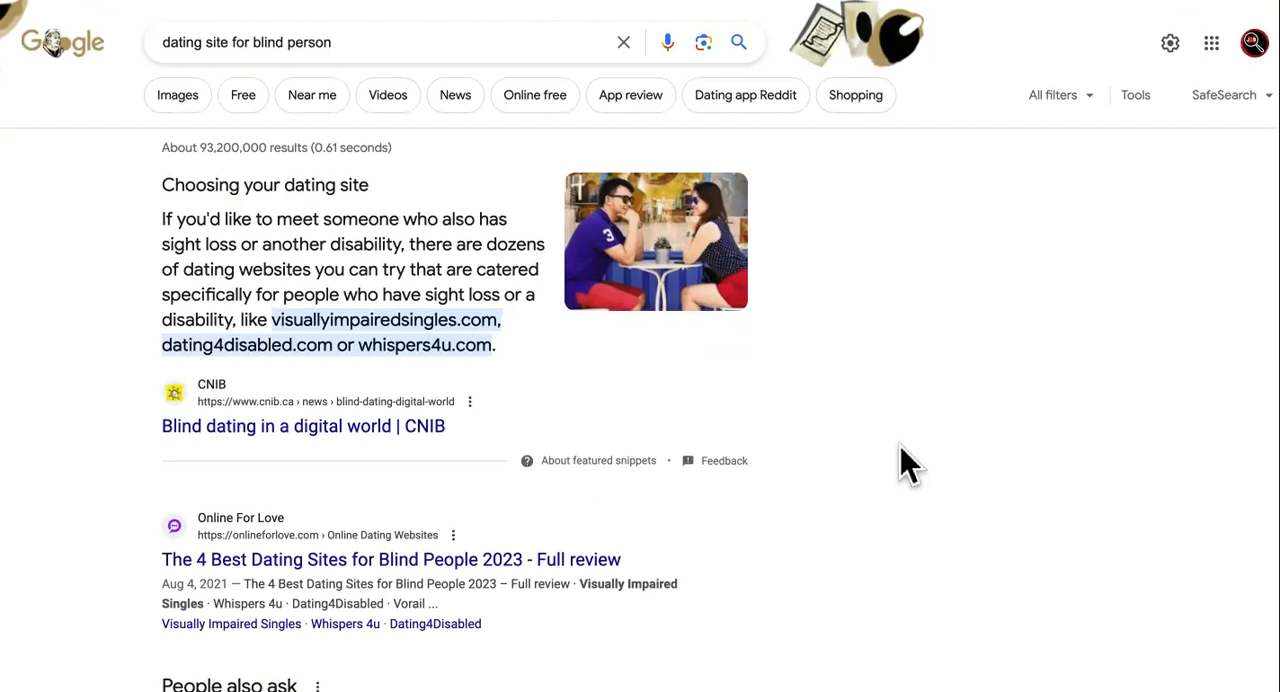 Google
dating site for blind person
Images
Free
Near me
Videos
News
Online free
App review
Dating app Reddit
Shopping
All filters
Tools
SafeSearch
About 93,200,000 results (0.61 seconds)
Choosing your dating site
If you'd like to meet someone who also has
sight loss or another disability, there are dozens
of dating websites you can try that are catered
specifically for people who have sight loss or a
disability, like visuallyimpairedsingles.com,
dating4disabled.com or whispers4u.com.
3
CNIB
https://www.cnib.ca › news › blind-dating-digital-world
Blind dating in a digital world | CNIB
About featured snippets • Feedback
Online For Love
https://onlineforlove.com › Online Dating Websites
The 4 Best Dating Sites for Blind People 2023 - Full review
Aug 4, 2021 — The 4 Best Dating Sites for Blind People 2023 – Full review · Visually Impaired
Singles · Whispers 4u · Dating4Disabled · Vorail ...
Visually Impaired Singles · Whispers 4u · Dating4Disabled
People also ask